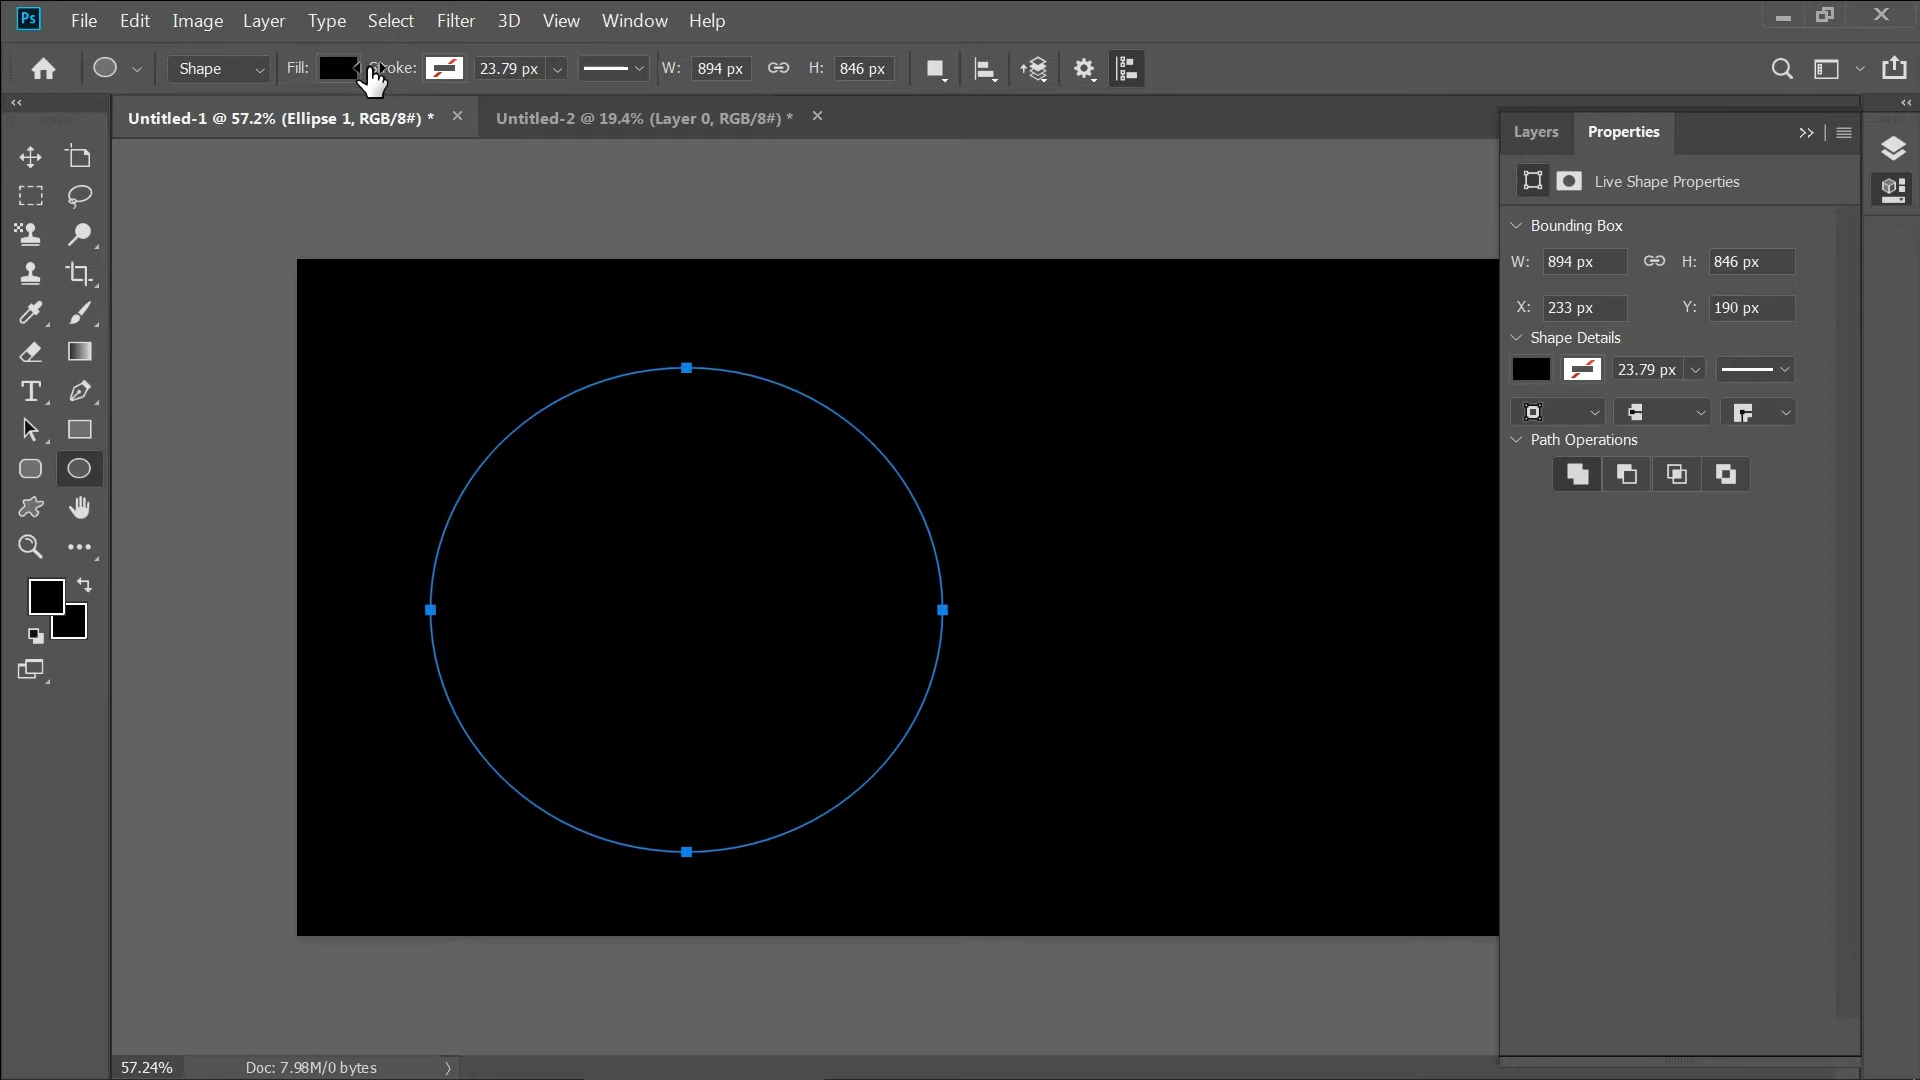 Ps File Edit Image Layer Type Select Filter 3D View Window Help
Shape Fill: Stroke: 23.79 px W: 894 px H: 846 px
Untitled-1 @ 57.2% (Ellipse 1, RGB/8#) * Untitled-2 @ 19.4% (Layer 0, RGB/8#) *
Layers Properties
Live Shape Properties
Bounding Box
W: 894 px H: 846 px
X: 233 px Y: 190 px
Shape Details
23.79 px
Path Operations
57.24% Doc: 7.98M/0 bytes